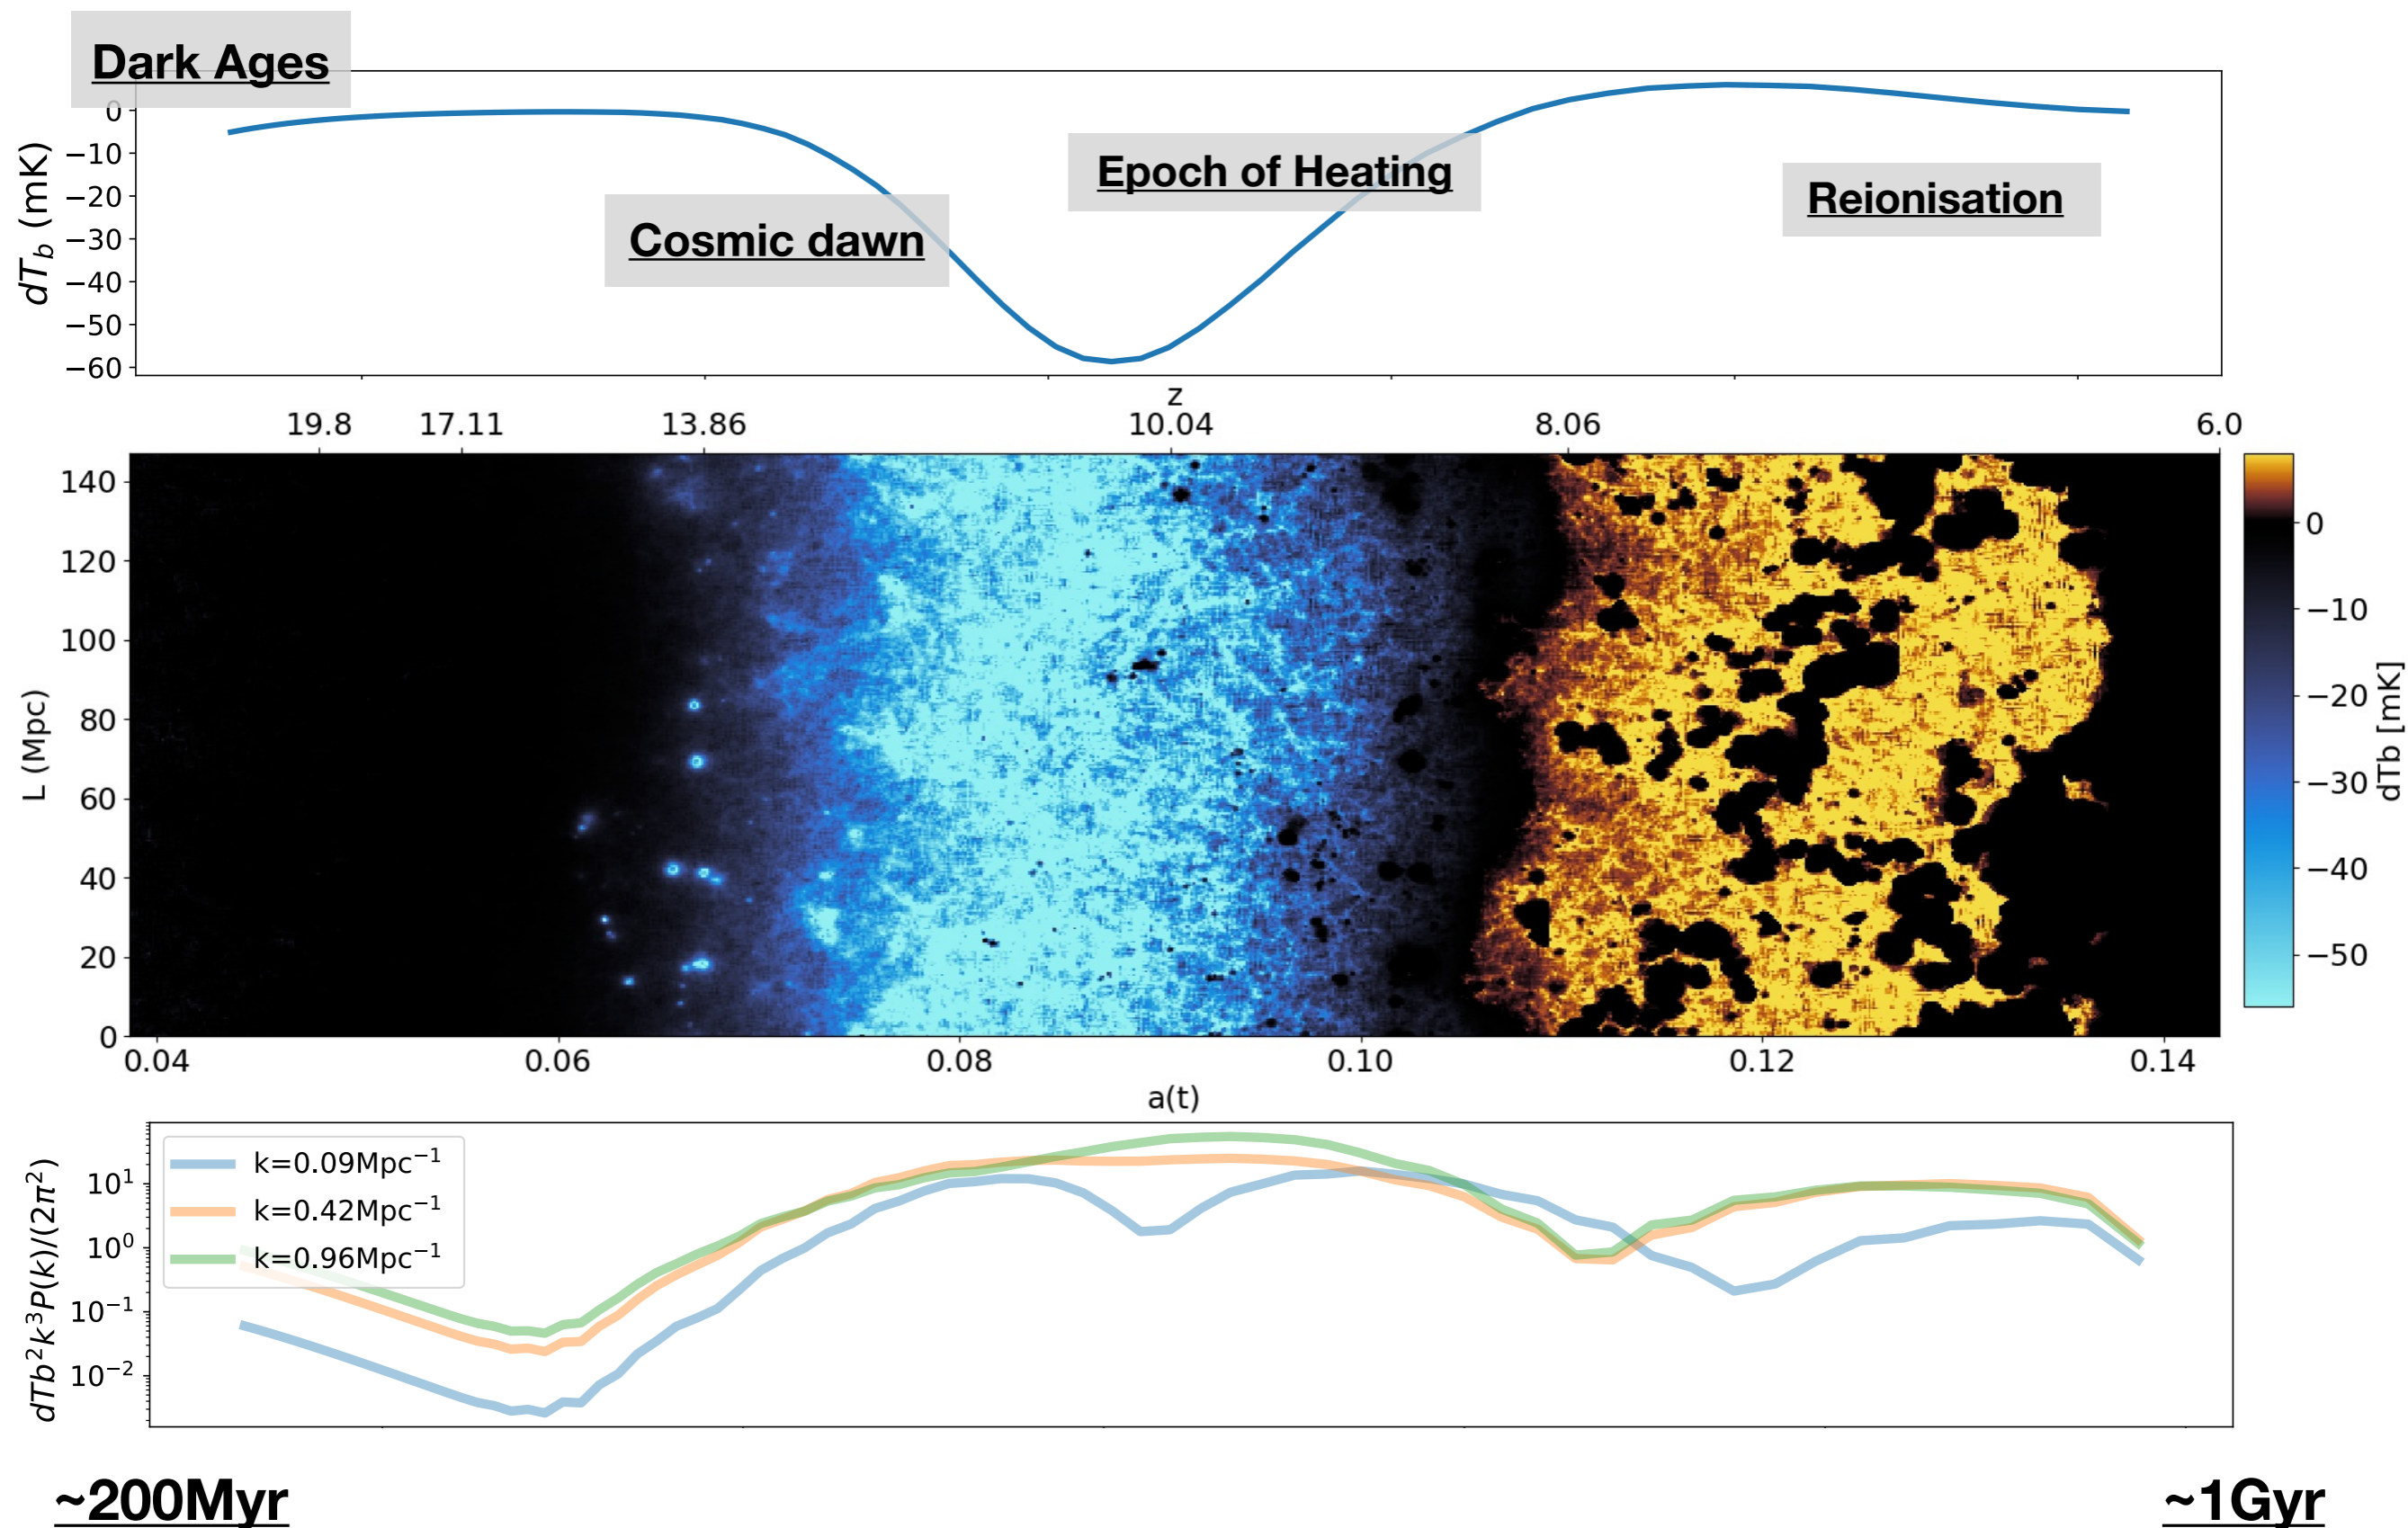 Dark Ages
Cosmic dawn
Epoch of Heating
Reionisation
dT_b (mK)
0
−10
−20
−30
−40
−50
−60
z
19.8 17.11 13.86 10.04 8.06 6.0
L (Mpc)
140
120
100
80
60
40
20
0
0.04 0.06 0.08 0.10 0.12 0.14
a(t)
0
−10
−20
−30
−40
−50
dTb [mK]
dTb²k³P(k)/(2π²)
10¹
10⁰
10⁻¹
10⁻²
k=0.09Mpc⁻¹
k=0.42Mpc⁻¹
k=0.96Mpc⁻¹
~200Myr
~1Gyr